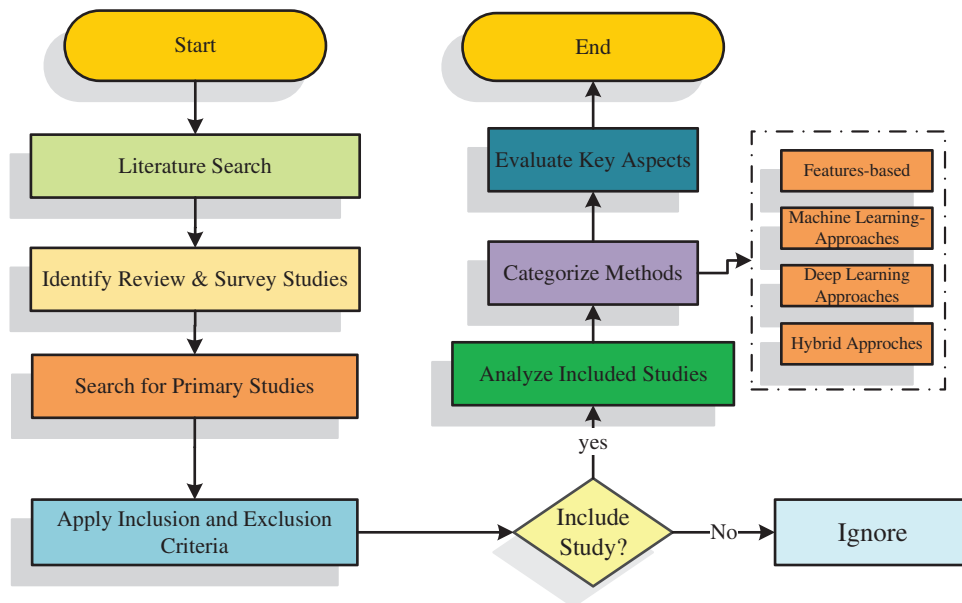 Start
Literature Search
Identify Review & Survey Studies
Search for Primary Studies
Apply Inclusion and Exclusion
Criteria
Include
Study?
No
Ignore
yes
Analyze Included Studies
Categorize Methods
Features-based
Machine Learning-
Approaches
Deep Learning
Approaches
Hybrid Approches
Evaluate Key Aspects
End